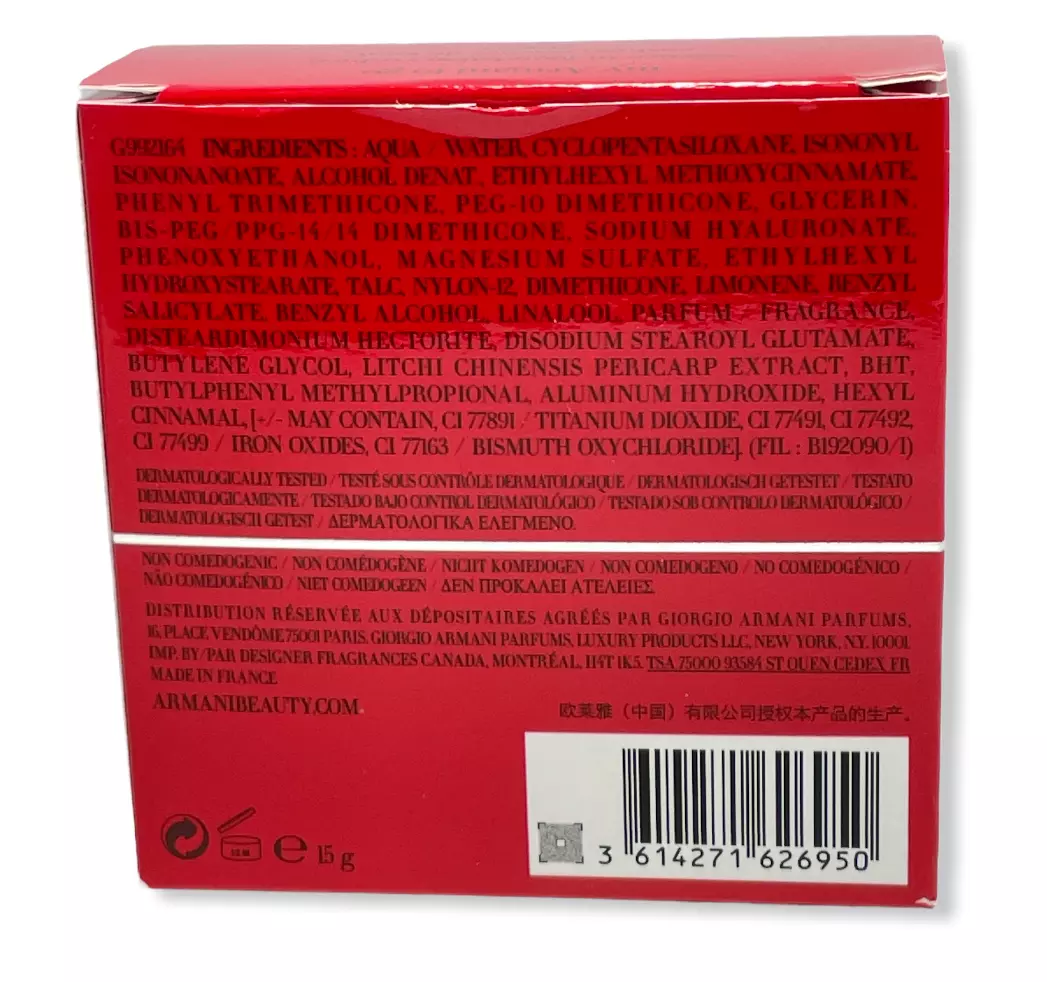 G992164 INGREDIENTS : AQUA / WATER, CYCLOPENTASILOXANE, ISONONYL
ISONONANOATE, ALCOHOL DENAT., ETHYLHEXYL METHOXYCINNAMATE,
PHENYL TRIMETHICONE, PEG-10 DIMETHICONE, GLYCERIN,
BIS-PEG/PPG-14/14 DIMETHICONE, SODIUM HYALURONATE,
PHENOXYETHANOL, MAGNESIUM SULFATE, ETHYLHEXYL
HYDROXYSTEARATE, TALC, NYLON-12, DIMETHICONE, LIMONENE, BENZYL
SALICYLATE, BENZYL ALCOHOL, LINALOOL, PARFUM / FRAGRANCE,
DISTEARDIMONIUM HECTORITE, DISODIUM STEAROYL GLUTAMATE,
BUTYLENE GLYCOL, LITCHI CHINENSIS PERICARP EXTRACT, BHT,
BUTYLPHENYL METHYLPROPIONAL, ALUMINUM HYDROXIDE, HEXYL
CINNAMAL, [+/- MAY CONTAIN, CI 77891 / TITANIUM DIOXIDE, CI 77491, CI 77492,
CI 77499 / IRON OXIDES, CI 77163 / BISMUTH OXYCHLORIDE]. (FIL : B192090/1)
DERMATOLOGICALLY TESTED / TESTÉ SOUS CONTRÔLE DERMATOLOGIQUE / DERMATOLOGISCH GETESTET / TESTATO
DERMATOLOGICAMENTE / TESTADO BAJO CONTROL DERMATOLÓGICO / TESTADO SOB CONTROLO DERMATOLÓGICO /
DERMATOLOGISCH GETEST / ΔΕΡΜΑΤΟΛΟΓΙΚΑ ΕΛΕΓΜΕΝΟ.
NON COMEDOGENIC / NON COMÉDOGÈNE / NICHT KOMEDOGEN / NON COMEDOGENO / NO COMEDOGÉNICO /
NÃO COMEDOGÉNICO / NIET COMEDOGEEN / ΔΕΝ ΠΡΟΚΑΛΕΙ ΑΤΕΛΕΙΕΣ.
DISTRIBUTION RÉSERVÉE AUX DÉPOSITAIRES AGRÉÉS PAR GIORGIO ARMANI PARFUMS,
16, PLACE VENDÔME 75001 PARIS. GIORGIO ARMANI PARFUMS, LUXURY PRODUCTS LLC, NEW YORK, N.Y. 10001.
IMP. BY/PAR DESIGNER FRAGRANCES CANADA, MONTRÉAL, H4T 1K5. TSA 75000 93584 ST OUEN CEDEX FR
MADE IN FRANCE
ARMANIBEAUTY.COM.
欧莱雅（中国）有限公司授权本产品的生产.
e 15 g
3 614271 626950